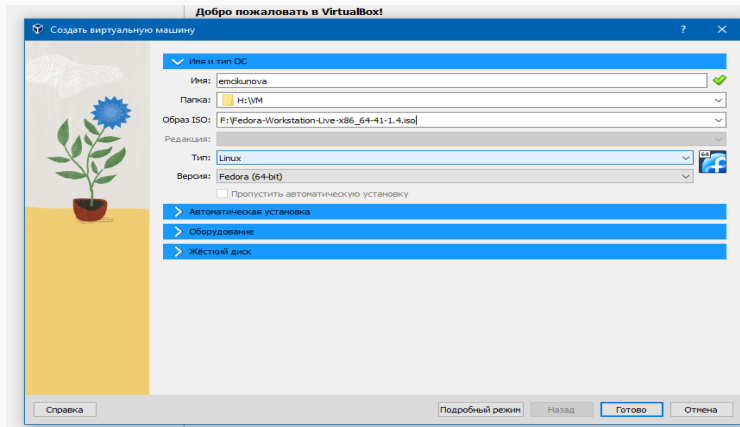 Добро пожаловать в VirtualBox!
Создать виртуальную машину ? ×
Имя и тип ОС
Имя: emcikunova
Папка: H:\VM
Образ ISO: F:\Fedora-Workstation-Live-x86_64-41-1.4.iso
Редакция:
Тип: Linux 64
Версия: Fedora (64-bit)
Пропустить автоматическую установку
Автоматическая установка
Оборудование
Жёсткий диск
Справка Подробный режим Назад Готово Отмена